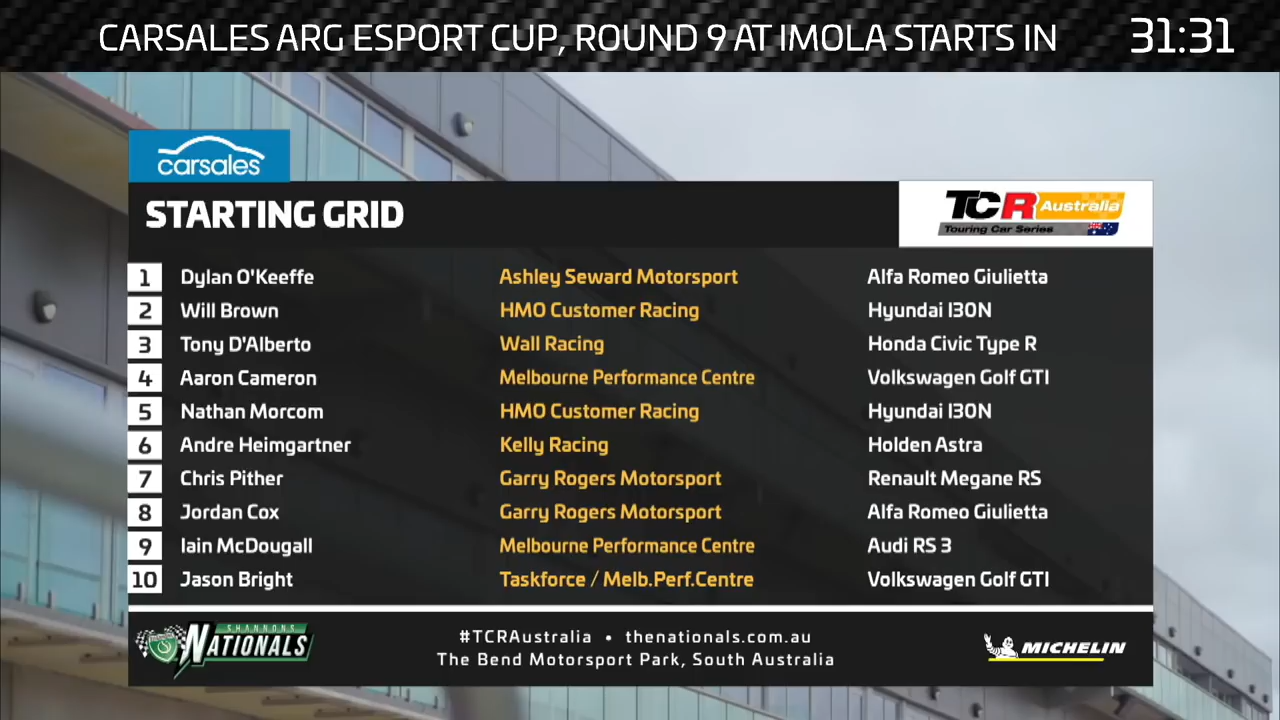 CARSALES ARG ESPORT CUP, ROUND 9 AT IMOLA STARTS IN 31:31
carsales
STARTING GRID
TCR Australia
Touring Car Series
1 Dylan O'Keeffe Ashley Seward Motorsport Alfa Romeo Giulietta
2 Will Brown HMO Customer Racing Hyundai I30N
3 Tony D'Alberto Wall Racing Honda Civic Type R
4 Aaron Cameron Melbourne Performance Centre Volkswagen Golf GTI
5 Nathan Morcom HMO Customer Racing Hyundai I30N
6 Andre Heimgartner Kelly Racing Holden Astra
7 Chris Pither Garry Rogers Motorsport Renault Megane RS
8 Jordan Cox Garry Rogers Motorsport Alfa Romeo Giulietta
9 Iain McDougall Melbourne Performance Centre Audi RS 3
10 Jason Bright Taskforce / Melb.Perf.Centre Volkswagen Golf GTI
SHANNONS
NATIONALS
#TCRAustralia • thenationals.com.au
The Bend Motorsport Park, South Australia
MICHELIN